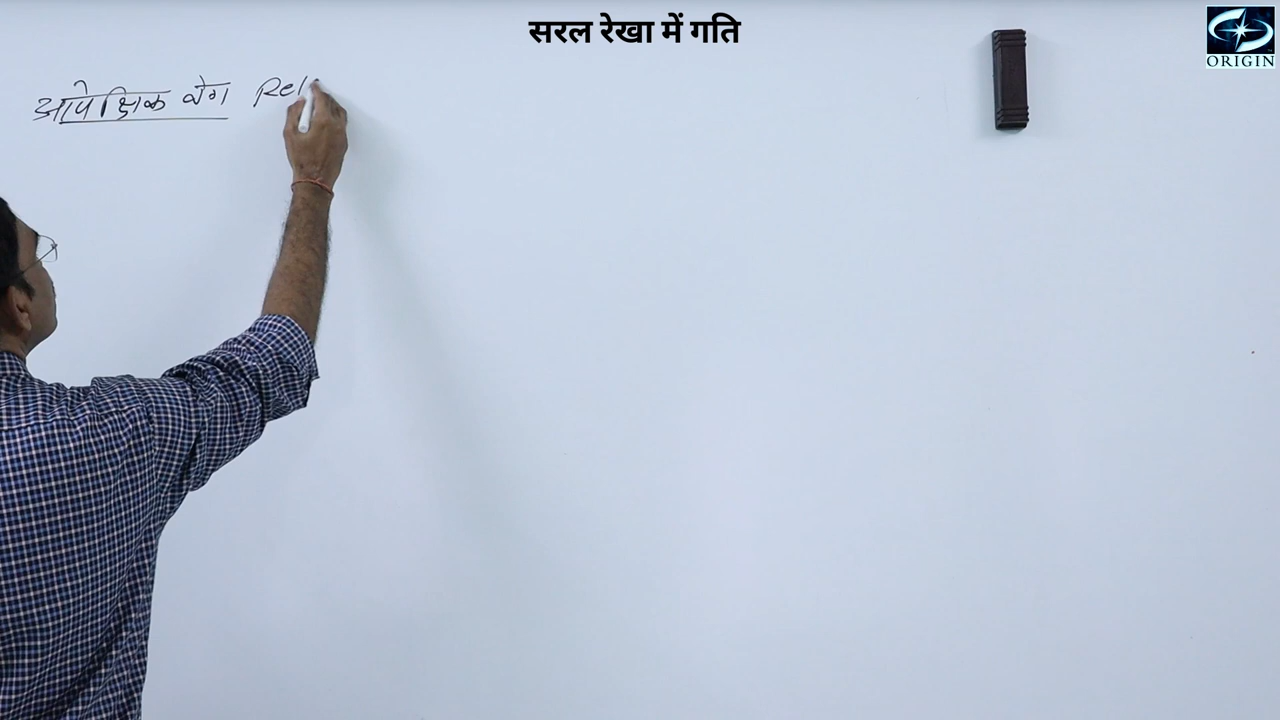 सरल रेखा में गति
ORIGIN
आपेक्षिक वेग Rel